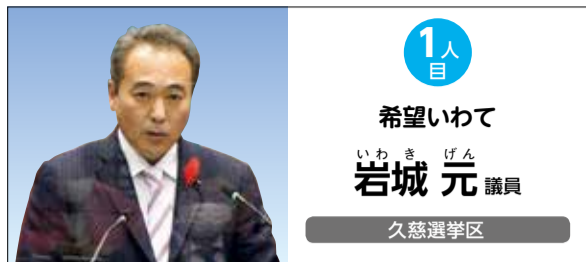 1人目
希望いわて
いわき げん
岩城 元 議員
久慈選挙区